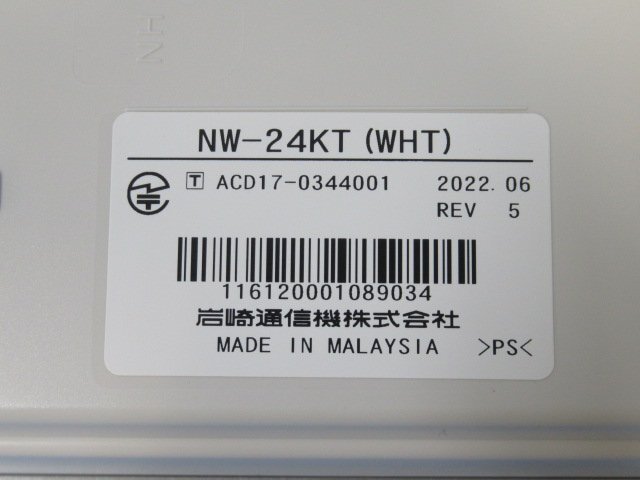 NH
NW-24KT (WHT)
T ACD17-0344001 2022.06
REV 5
116120001089034
岩崎通信機株式会社
MADE IN MALAYSIA >PS<